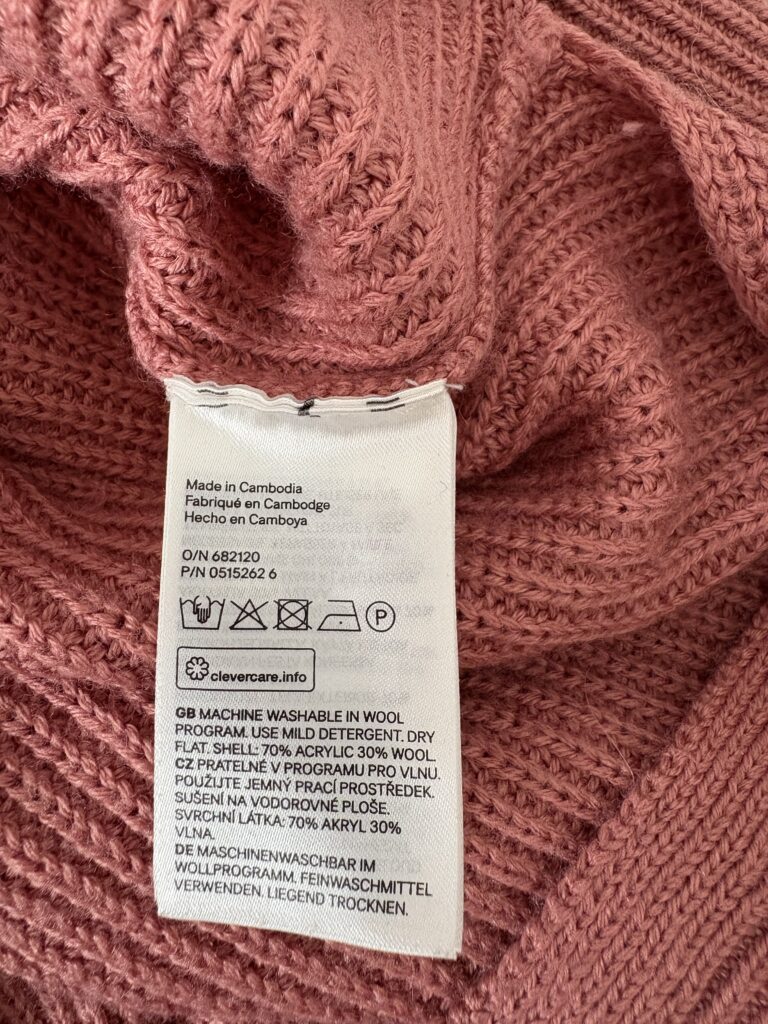 Made in Cambodia
Fabriqué en Cambodge
Hecho en Camboya
O/N 682120
P/N 0515262 6
P
clevercare.info
GB MACHINE WASHABLE IN WOOL
PROGRAM. USE MILD DETERGENT. DRY
FLAT. SHELL: 70% ACRYLIC 30% WOOL.
CZ PRATELNÉ V PROGRAMU PRO VLNU.
POUŽIJTE JEMNÝ PRACÍ PROSTŘEDEK.
SUŠENÍ NA VODOROVNÉ PLOŠE.
SVRCHNÍ LÁTKA: 70% AKRYL 30%
VLNA.
DE MASCHINENWASCHBAR IM
WOLLPROGRAMM. FEINWASCHMITTEL
VERWENDEN. LIEGEND TROCKNEN.